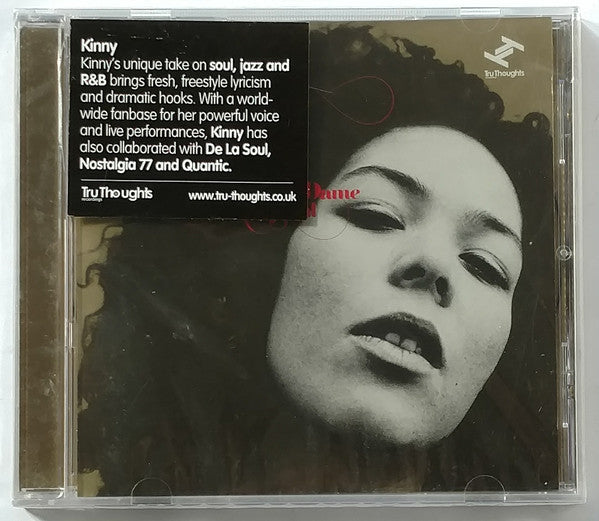 Kinny
Kinny's unique take on soul, jazz and
R&B brings fresh, freestyle lyricism
and dramatic hooks. With a world-
wide fanbase for her powerful voice
and live performances, Kinny has
also collaborated with De La Soul,
Nostalgia 77 and Quantic.
Tru Thoughts
recordings
www.tru-thoughts.co.uk
Tru Thoughts
Dame